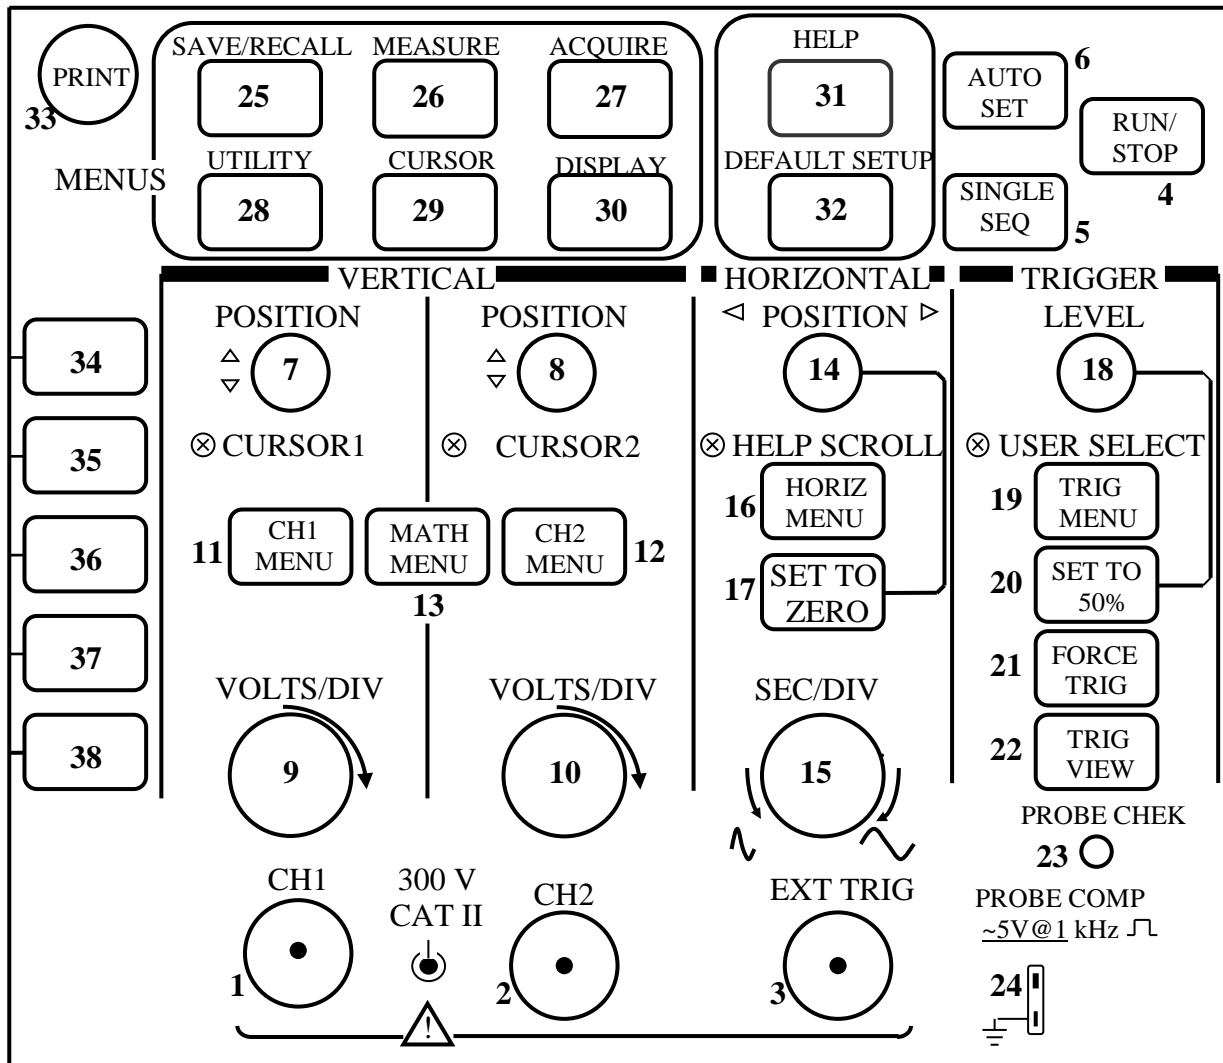 SAVE/RECALL MEASURE ACQUIRE HELP
PRINT 25 26 27 31 AUTO SET 6
33
RUN/
STOP
4
MENUS
UTILITY CURSOR DISPLAY DEFAULT SETUP
28 29 30 32 SINGLE
SEQ
5
VERTICAL HORIZONTAL TRIGGER
POSITION POSITION ◁ POSITION ▷ LEVEL
34 7 8 14 18
35 ⊗ CURSOR1 ⊗ CURSOR2 ⊗ HELP SCROLL ⊗ USER SELECT
36
11 CH1
MENU
MATH
MENU
13
CH2
MENU
12
16 HORIZ
MENU
17 SET TO
ZERO
19 TRIG
MENU
20 SET TO
50%
21 FORCE
TRIG
22 TRIG
VIEW
37
38
VOLTS/DIV VOLTS/DIV SEC/DIV
9 10 15
PROBE CHEK
23
CH1 300 V
CAT II
CH2 EXT TRIG
PROBE COMP
~5V@1 kHz
1 2 3 24
!